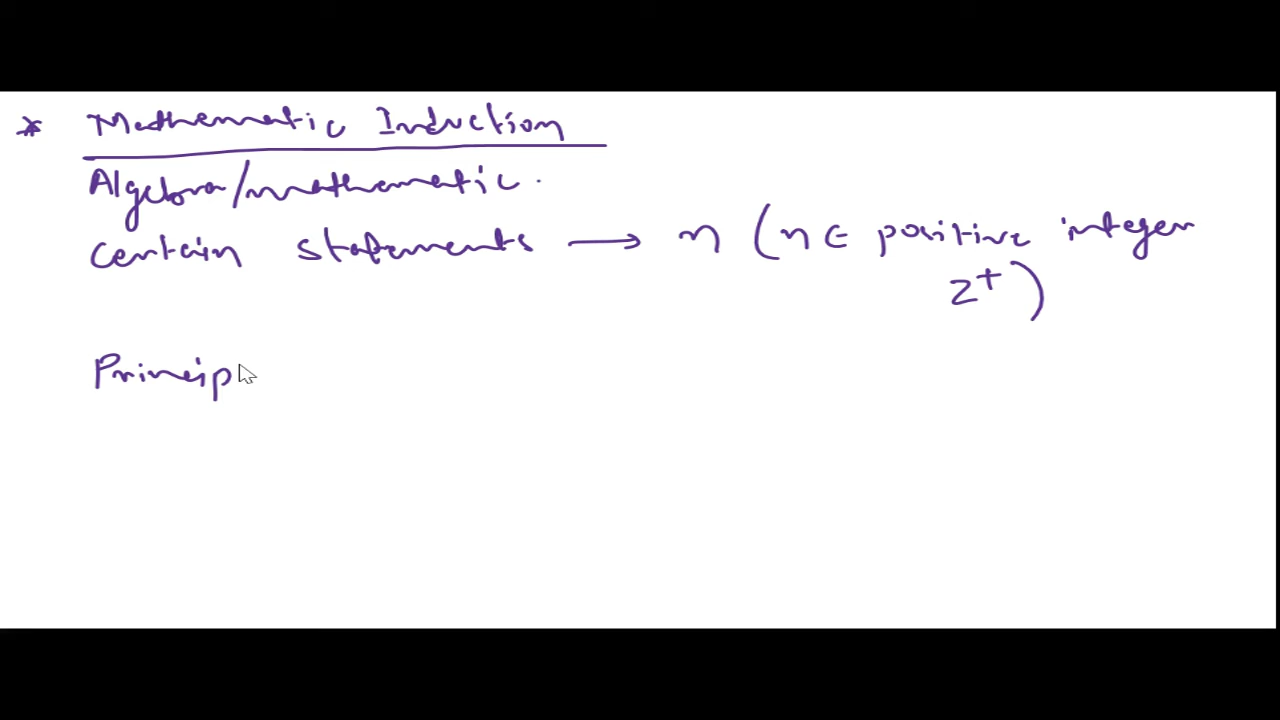 * Mathematic Induction
Algebra/mathematic.
certain statements → n (n ∈ positive integer
Z+)
Princip